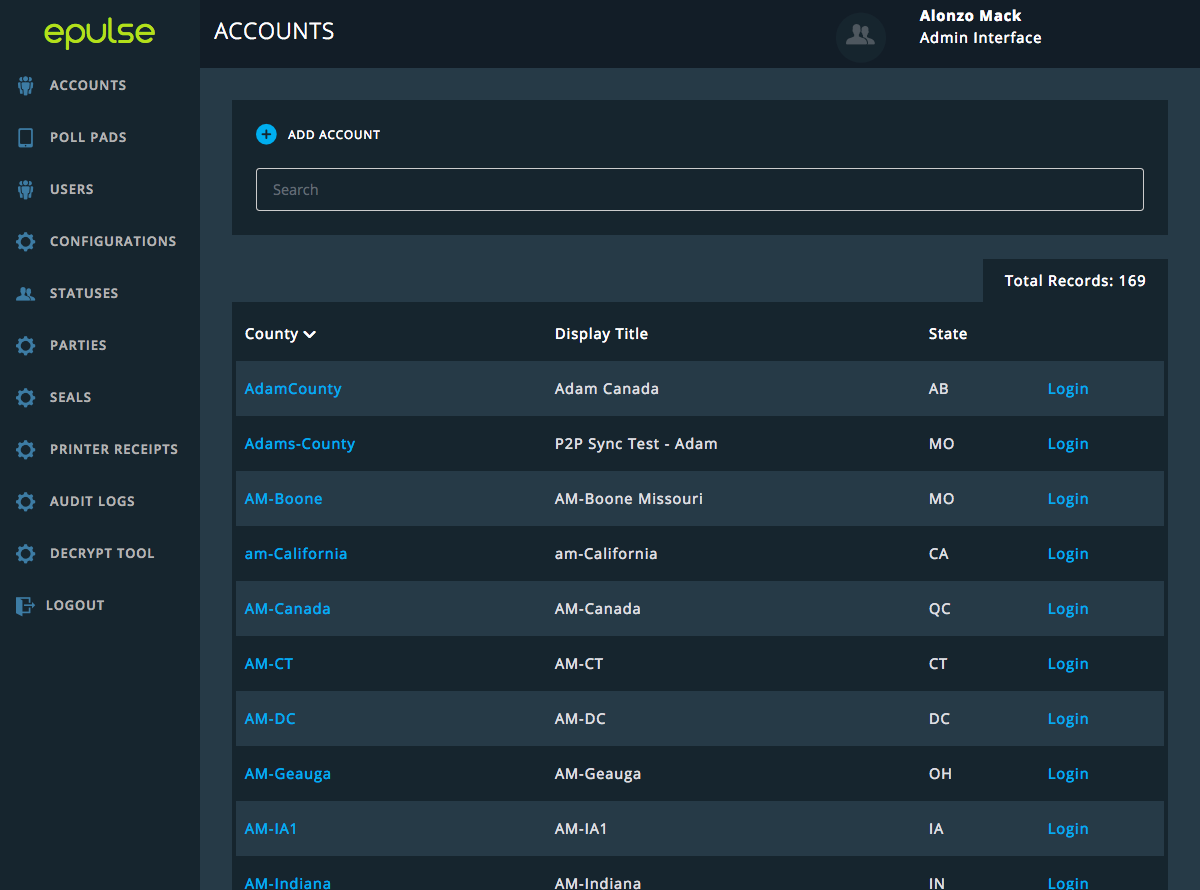 epulse
ACCOUNTS
Alonzo Mack
Admin Interface
ACCOUNTS
POLL PADS
USERS
CONFIGURATIONS
STATUSES
PARTIES
SEALS
PRINTER RECEIPTS
AUDIT LOGS
DECRYPT TOOL
LOGOUT
ADD ACCOUNT
Search
Total Records: 169
County Display Title State
AdamCounty Adam Canada AB Login
Adams-County P2P Sync Test - Adam MO Login
AM-Boone AM-Boone Missouri MO Login
am-California am-California CA Login
AM-Canada AM-Canada QC Login
AM-CT AM-CT CT Login
AM-DC AM-DC DC Login
AM-Geauga AM-Geauga OH Login
AM-IA1 AM-IA1 IA Login
AM-Indiana AM-Indiana IN Login